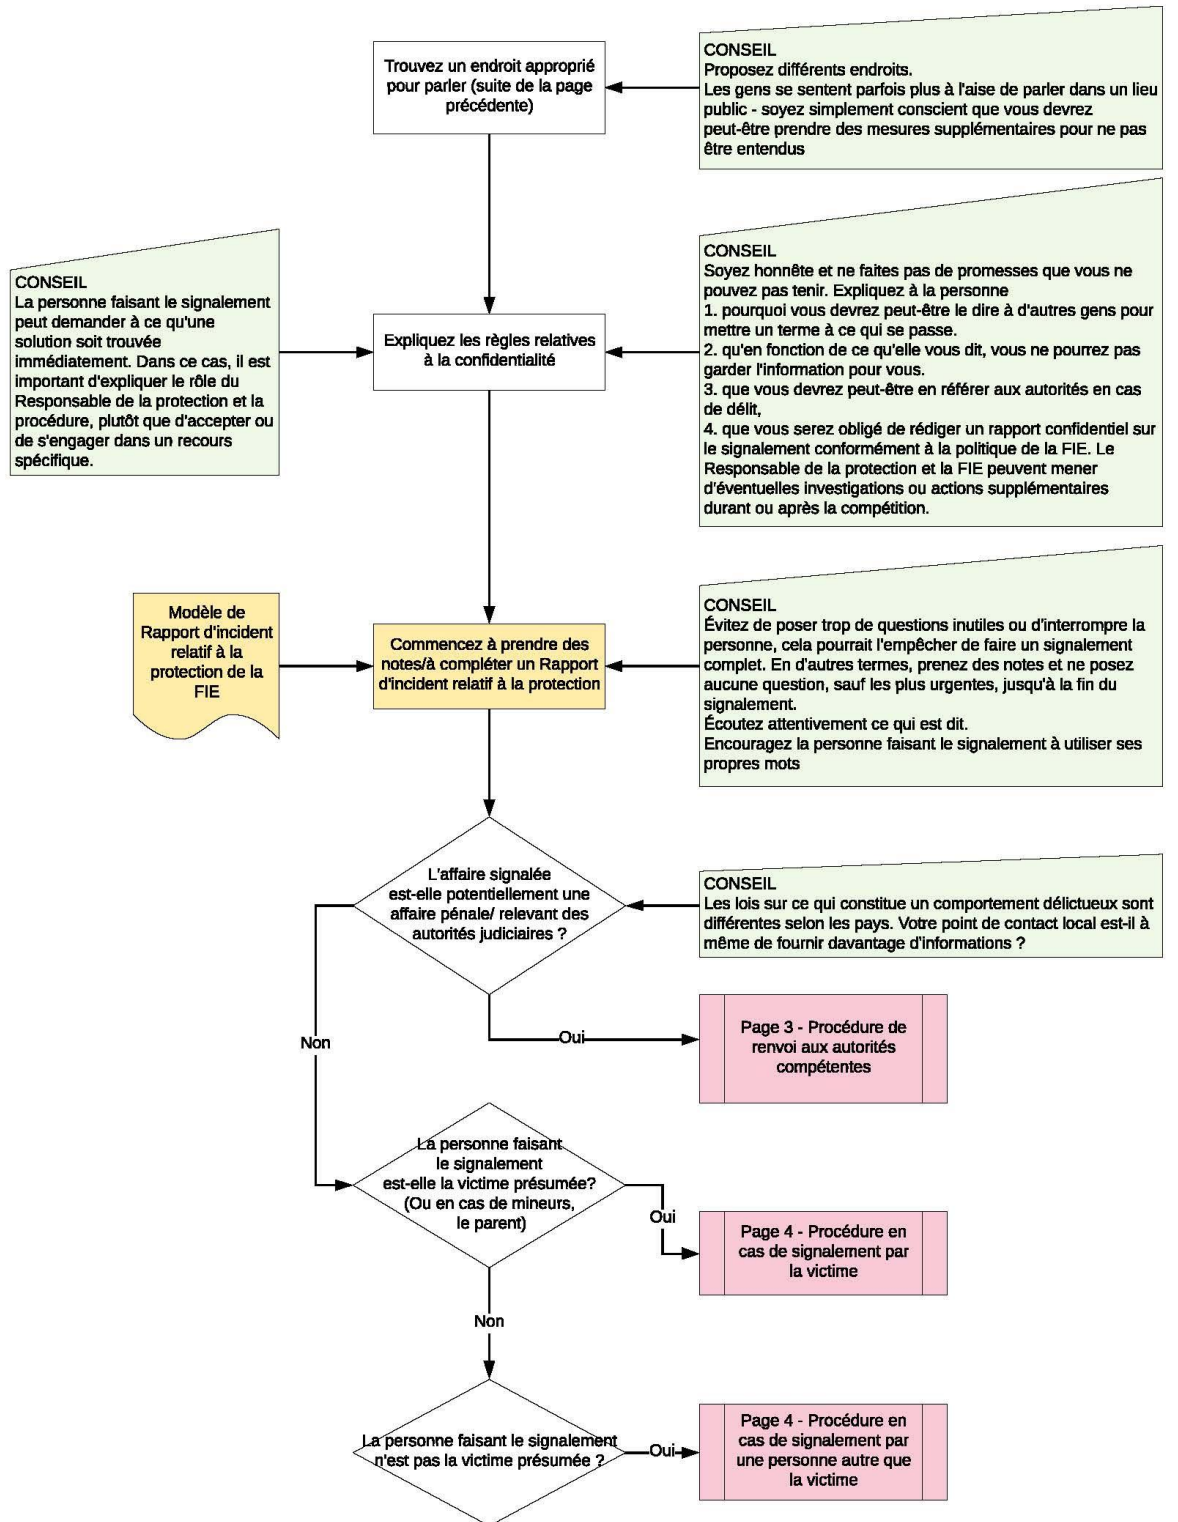 Trouvez un endroit approprié
pour parler (suite de la page
précédente)
CONSEIL
Proposez différents endroits.
Les gens se sentent parfois plus à l'aise de parler dans un lieu
public - soyez simplement conscient que vous devrez
peut-être prendre des mesures supplémentaires pour ne pas
être entendus
CONSEIL
La personne faisant le signalement
peut demander à ce qu'une
solution soit trouvée
immédiatement. Dans ce cas, il est
important d'expliquer le rôle du
Responsable de la protection et la
procédure, plutôt que d'accepter ou
de s'engager dans un recours
spécifique.
Expliquez les règles relatives
à la confidentialité
CONSEIL
Soyez honnête et ne faites pas de promesses que vous ne
pouvez pas tenir. Expliquez à la personne
1. pourquoi vous devrez peut-être le dire à d'autres gens pour
mettre un terme à ce qui se passe.
2. qu'en fonction de ce qu'elle vous dit, vous ne pourrez pas
garder l'information pour vous.
3. que vous devrez peut-être en référer aux autorités en cas
de délit,
4. que vous serez obligé de rédiger un rapport confidentiel sur
le signalement conformément à la politique de la FIE. Le
Responsable de la protection et la FIE peuvent mener
d'éventuelles investigations ou actions supplémentaires
durant ou après la compétition.
Modèle de
Rapport d'incident
relatif à la
protection de la
FIE
Commencez à prendre des
notes/à compléter un Rapport
d'incident relatif à la protection
CONSEIL
Évitez de poser trop de questions inutiles ou d'interrompre la
personne, cela pourrait l'empêcher de faire un signalement
complet. En d'autres termes, prenez des notes et ne posez
aucune question, sauf les plus urgentes, jusqu'à la fin du
signalement.
Écoutez attentivement ce qui est dit.
Encouragez la personne faisant le signalement à utiliser ses
propres mots
L'affaire signalée
est-elle potentiellement une
affaire pénale/ relevant des
autorités judiciaires ?
CONSEIL
Les lois sur ce qui constitue un comportement délictueux sont
différentes selon les pays. Votre point de contact local est-il à
même de fournir davantage d'informations ?
Non
Oui
Page 3 - Procédure de
renvoi aux autorités
compétentes
La personne faisant
le signalement
est-elle la victime présumée?
(Ou en cas de mineurs,
le parent)
Oui
Page 4 - Procédure en
cas de signalement par
la victime
Non
La personne faisant le signalement
n'est pas la victime présumée ?
Oui
Page 4 - Procédure en
cas de signalement par
une personne autre que
la victime